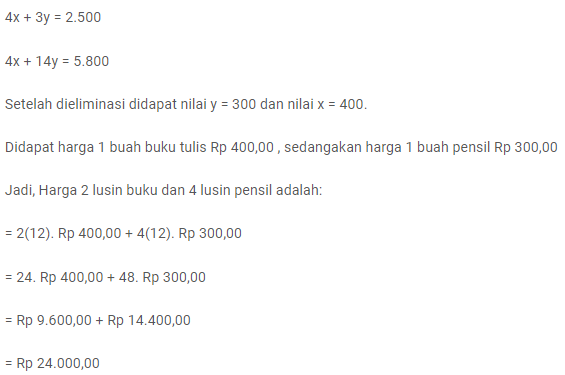 4x + 3y = 2.500
4x + 14y = 5.800
Setelah dieliminasi didapat nilai y = 300 dan nilai x = 400.
Didapat harga 1 buah buku tulis Rp 400,00 , sedangakan harga 1 buah pensil Rp 300,00
Jadi, Harga 2 lusin buku dan 4 lusin pensil adalah:
= 2(12). Rp 400,00 + 4(12). Rp 300,00
= 24. Rp 400,00 + 48. Rp 300,00
= Rp 9.600,00 + Rp 14.400,00
= Rp 24.000,00